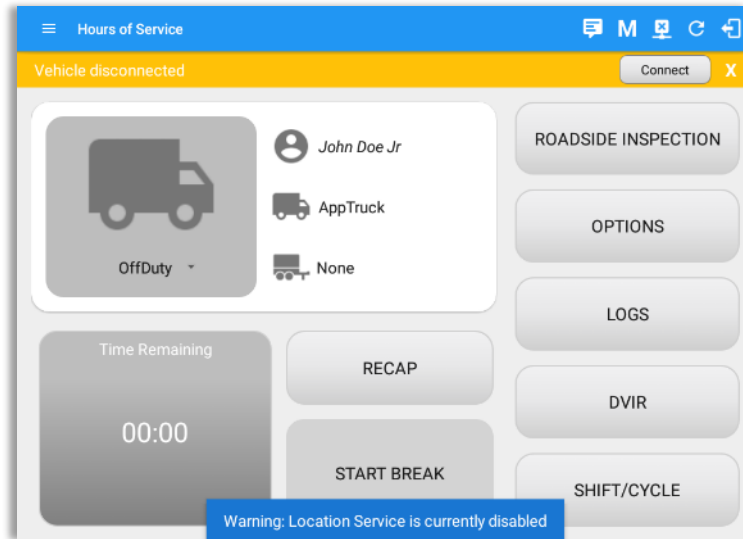 Hours of Service
M
Vehicle disconnected
Connect
X
John Doe Jr
AppTruck
OffDuty
None
ROADSIDE INSPECTION
OPTIONS
LOGS
DVIR
SHIFT/CYCLE
Time Remaining
00:00
RECAP
START BREAK
Warning: Location Service is currently disabled